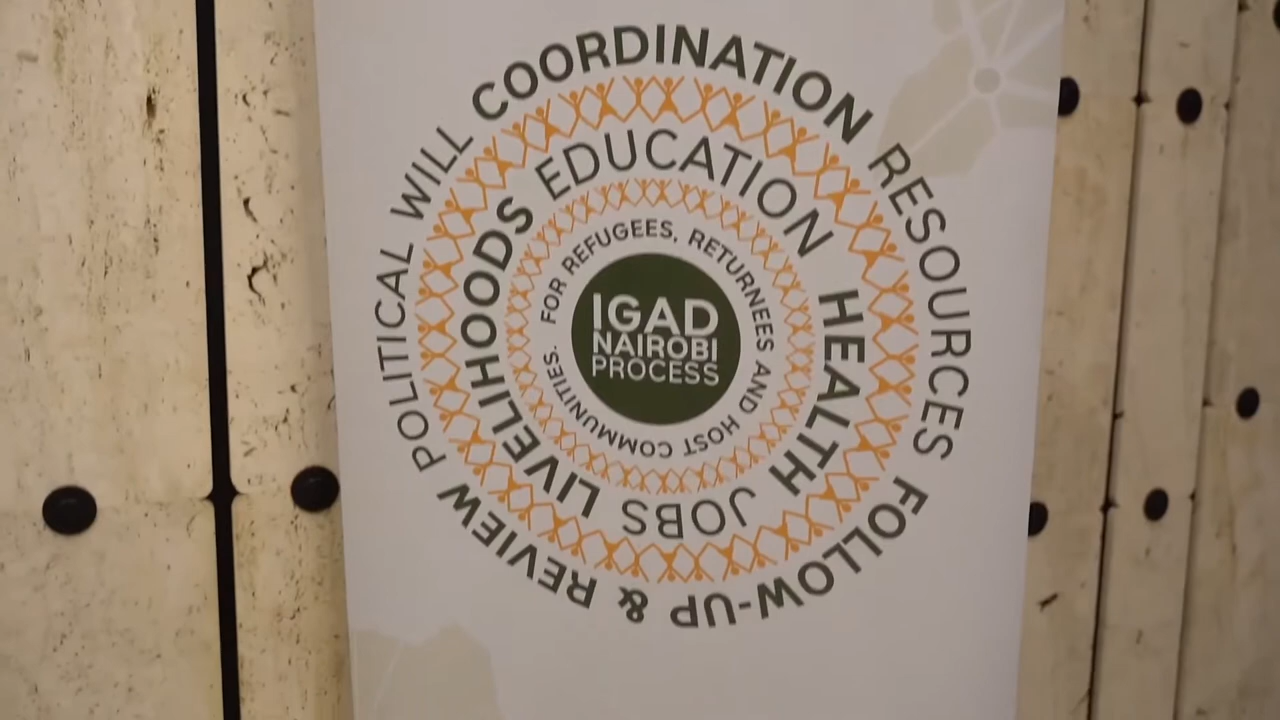 POLITICAL WILL COORDINATION RESOURCES FOLLOW-UP & REVIEW
EDUCATION HEALTH JOBS LIVELIHOODS
FOR REFUGEES, RETURNEES AND HOST COMMUNITIES.
IGAD
NAIROBI
PROCESS